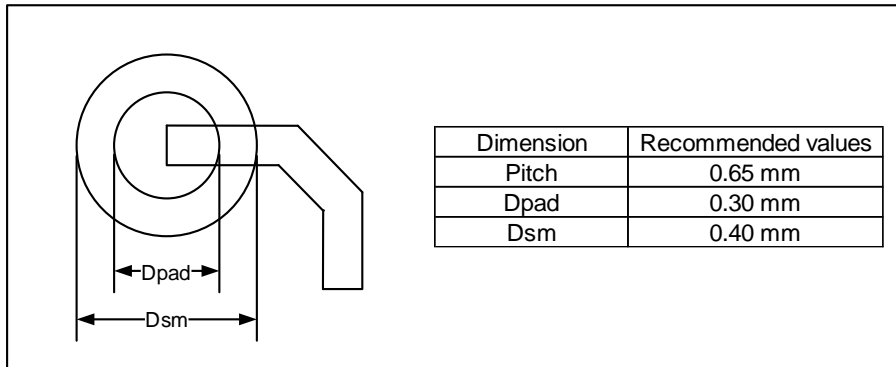 Dpad
Dsm
Dimension Recommended values
Pitch 0.65 mm
Dpad 0.30 mm
Dsm 0.40 mm